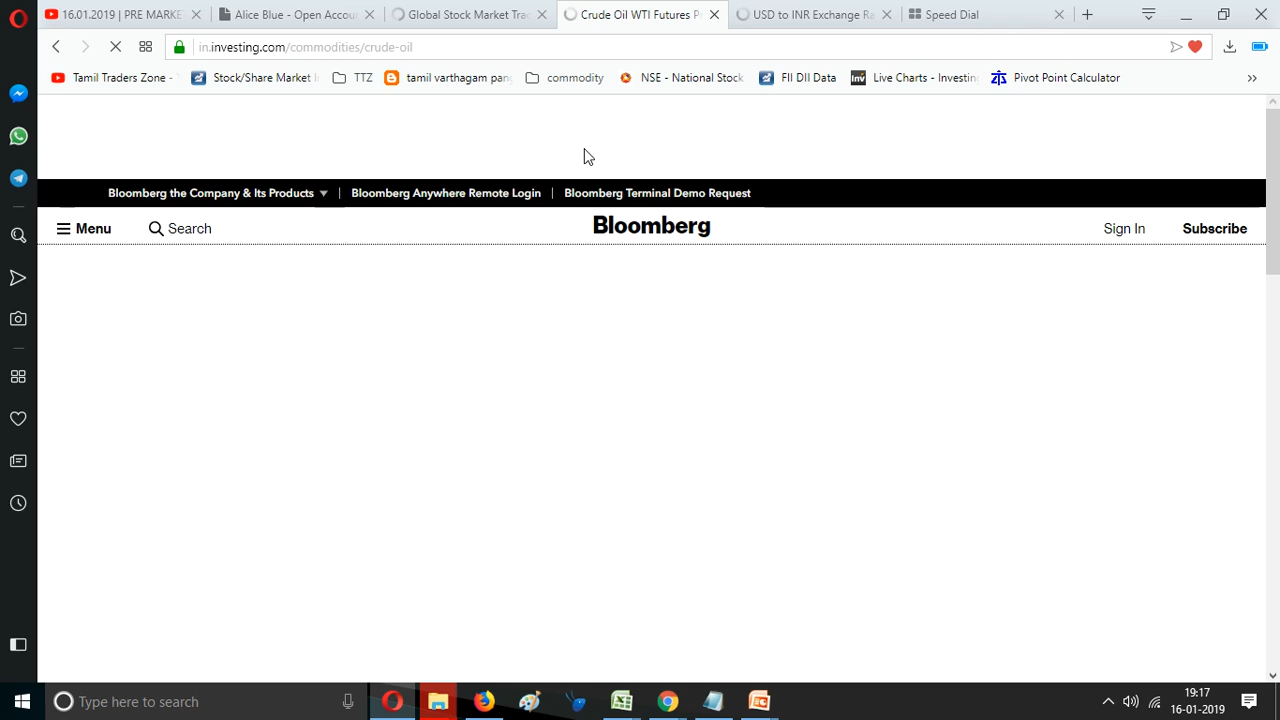 16.01.2019 | PRE MARKE
Alice Blue - Open Accou
Global Stock Market Tra
Crude Oil WTI Futures P
USD to INR Exchange Ra
Speed Dial
in.investing.com/commodities/crude-oil
Tamil Traders Zone -
Stock/Share Market I
TTZ
tamil varthagam pan
commodity
NSE - National Stock
FII DII Data
Inv
Live Charts - Investin
Pivot Point Calculator
Bloomberg the Company & Its Products
Bloomberg Anywhere Remote Login
Bloomberg Terminal Demo Request
Menu
Search
Bloomberg
Sign In
Subscribe
Type here to search
19:17
16-01-2019